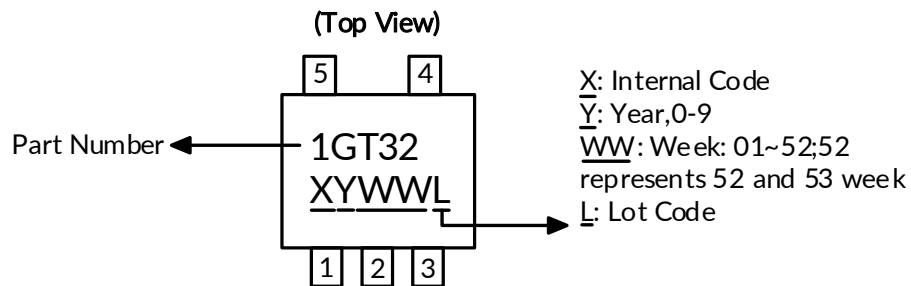 (Top View)
5
4
Part Number
1GT32
XYWWL
X: Internal Code
Y: Year,0-9
WW: Week: 01~52;52
represents 52 and 53 week
L: Lot Code
1
2
3